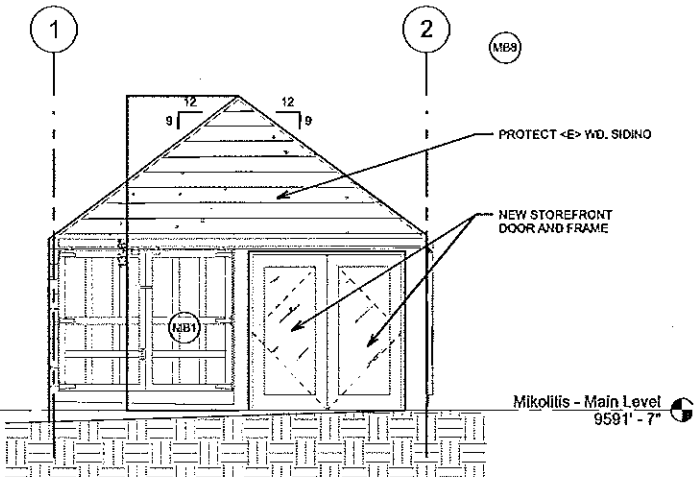 1
2
MB9
12
12
9
9
PROTECT <E> WD. SIDING
NEW STOREFRONT
DOOR AND FRAME
MB1
Mikolitis - Main Level
9591' - 7"